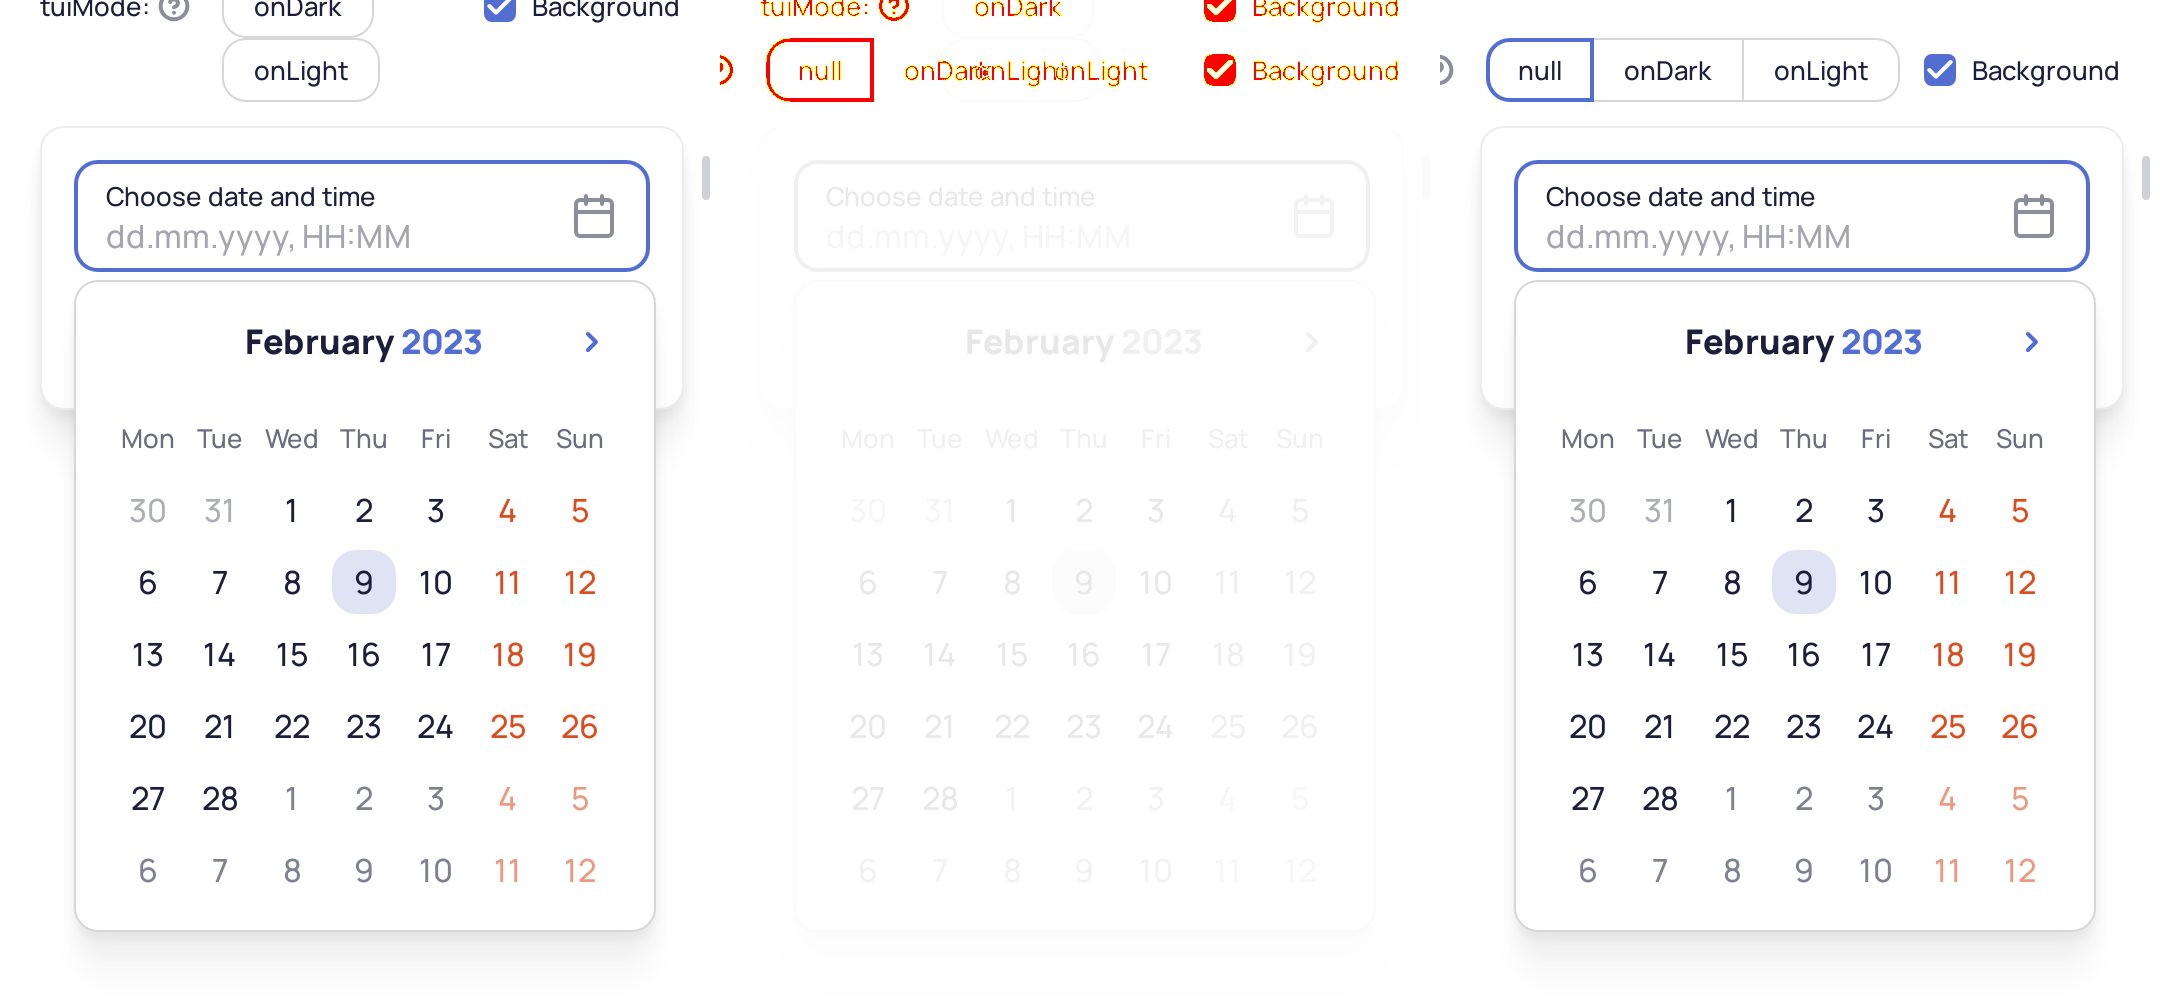 tuiMode: ? onDark Background
onLight
Choose date and time
dd.mm.yyyy, HH:MM
February 2023
Mon Tue Wed Thu Fri Sat Sun
30 31 1 2 3 4 5
6 7 8 9 10 11 12
13 14 15 16 17 18 19
20 21 22 23 24 25 26
27 28 1 2 3 4 5
6 7 8 9 10 11 12
tuiMode: ? onDark Background
null onDark onLight onLight Background
Choose date and time
dd.mm.yyyy, HH:MM
February 2023
Mon Tue Wed Thu Fri Sat Sun
30 31 1 2 3 4 5
6 7 8 9 10 11 12
13 14 15 16 17 18 19
20 21 22 23 24 25 26
27 28 1 2 3 4 5
6 7 8 9 10 11 12
null onDark onLight Background
Choose date and time
dd.mm.yyyy, HH:MM
February 2023
Mon Tue Wed Thu Fri Sat Sun
30 31 1 2 3 4 5
6 7 8 9 10 11 12
13 14 15 16 17 18 19
20 21 22 23 24 25 26
27 28 1 2 3 4 5
6 7 8 9 10 11 12